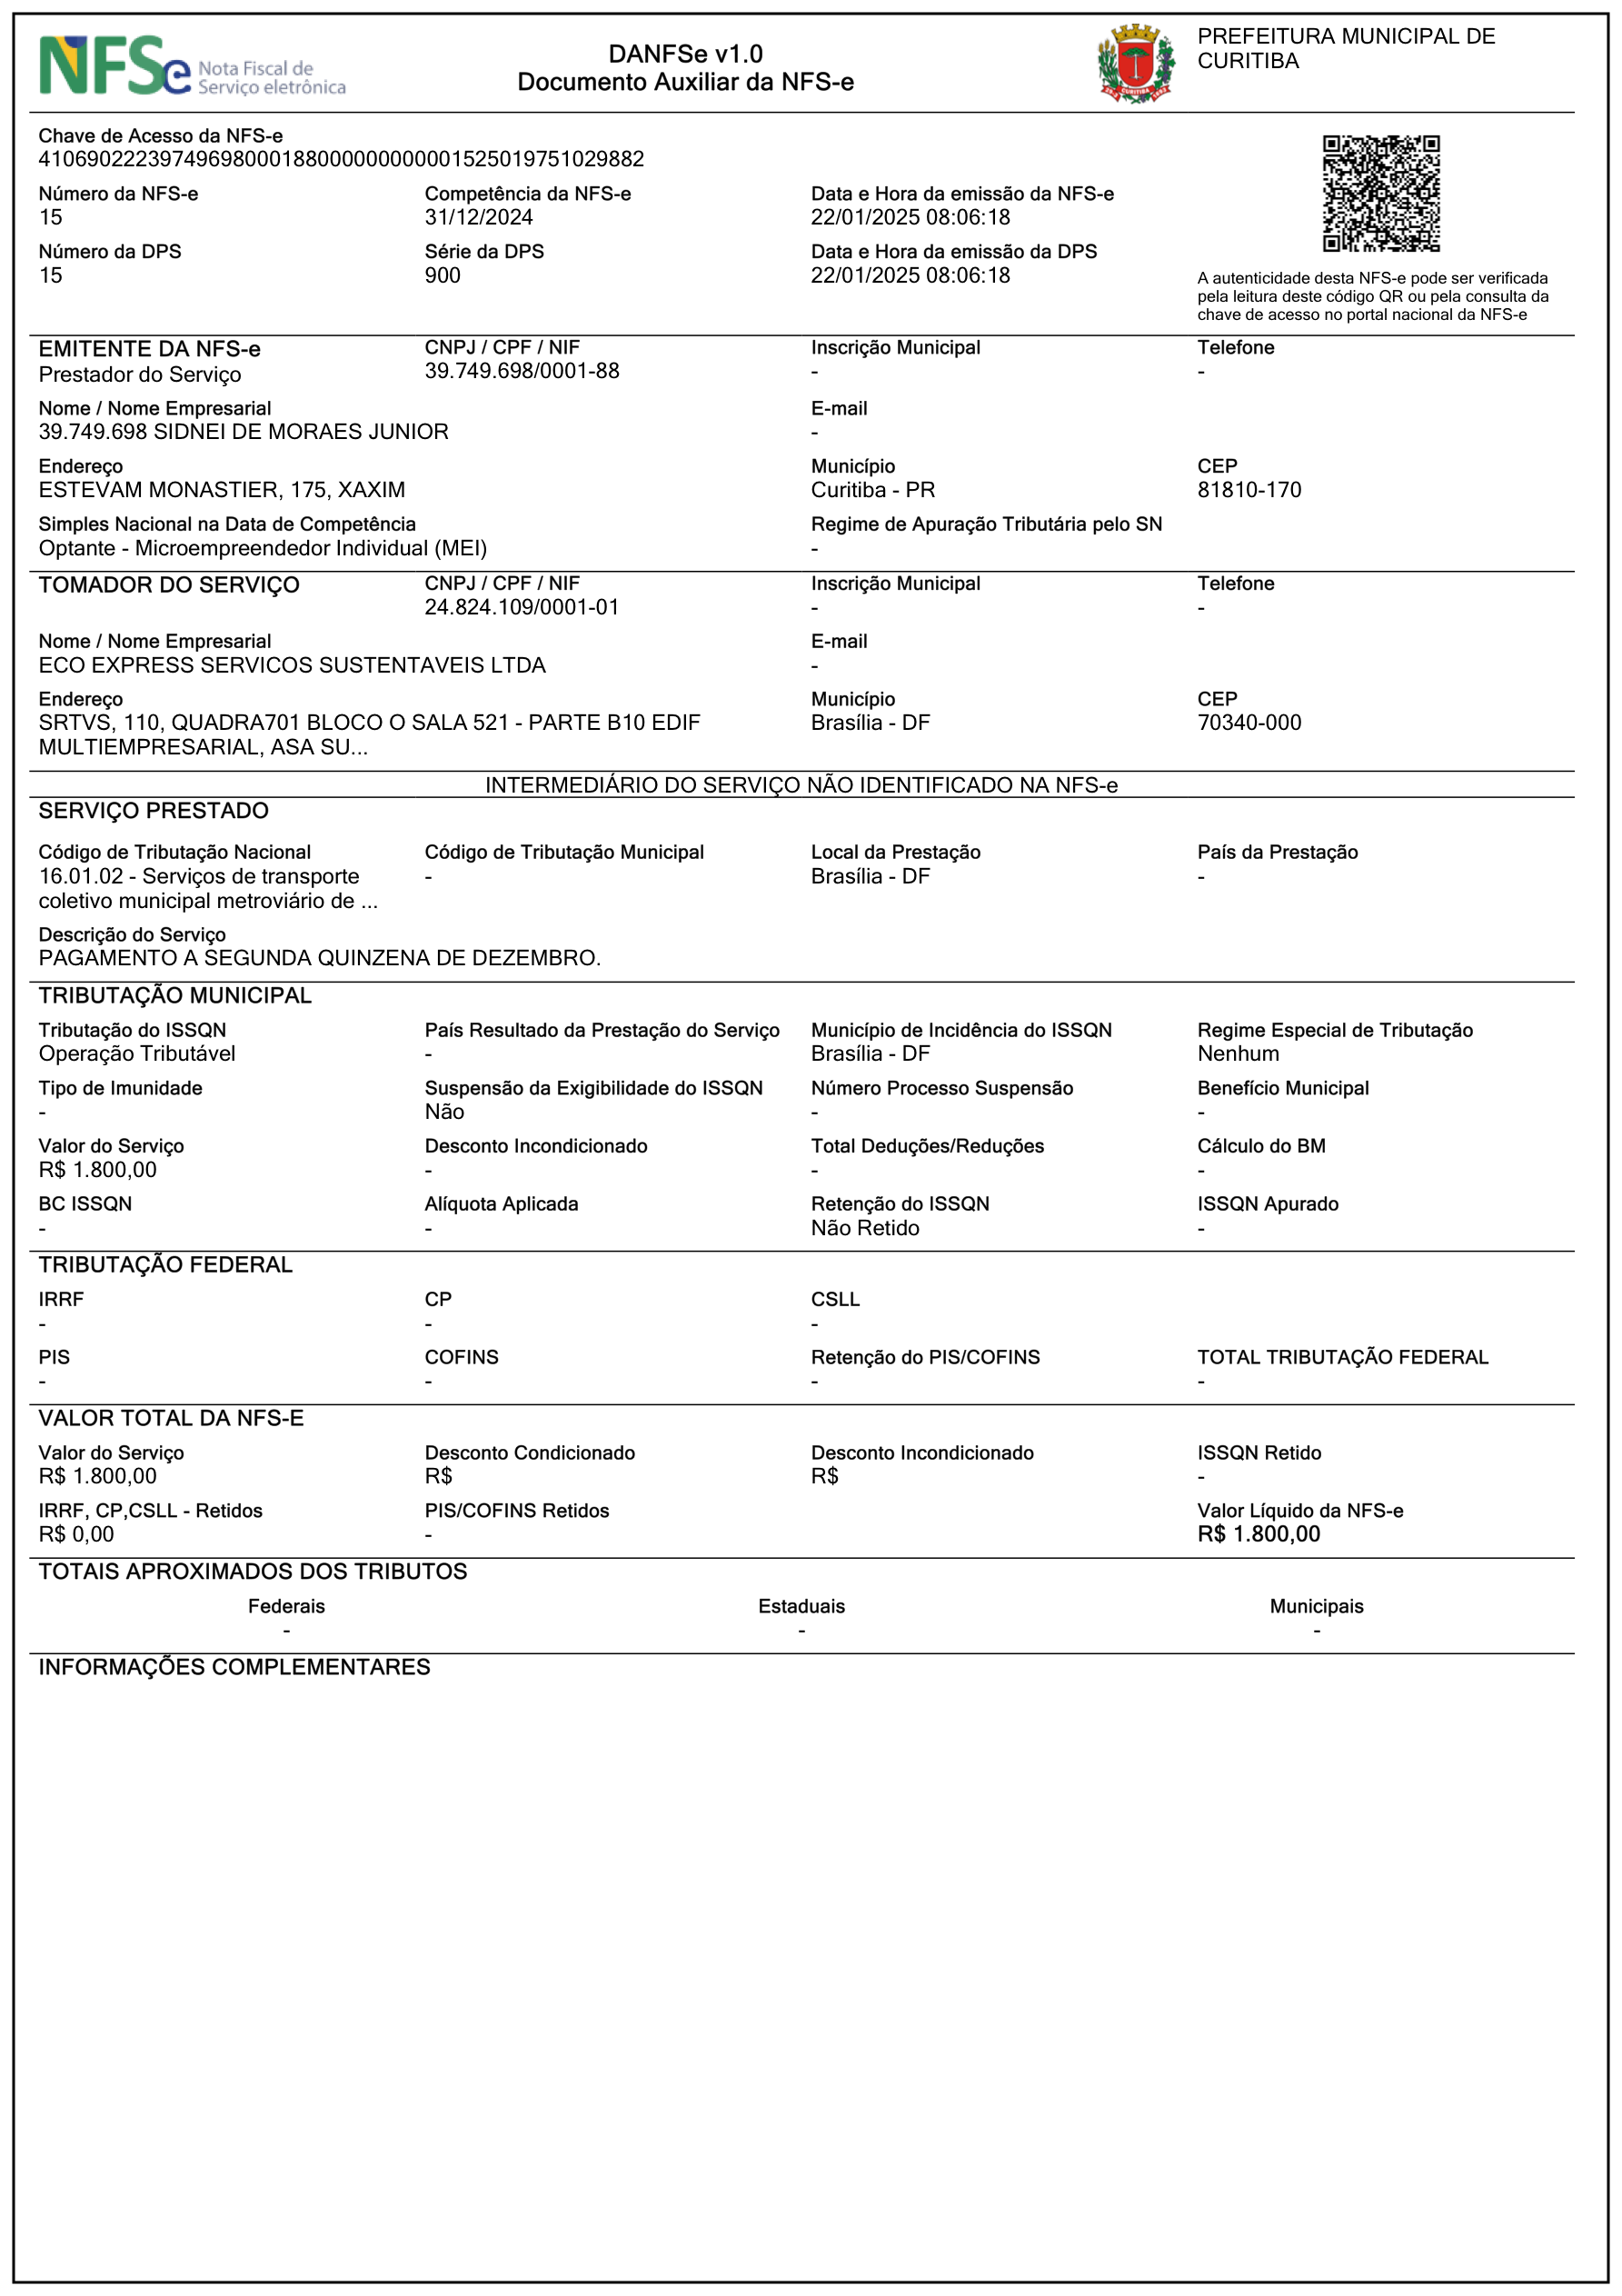 NFSe Nota Fiscal de Serviço eletrônica
DANFSe v1.0
Documento Auxiliar da NFS-e
PREFEITURA MUNICIPAL DE
CURITIBA
Chave de Acesso da NFS-e
41069022239749698000188000000000001525019751029882
Número da NFS-e Competência da NFS-e Data e Hora da emissão da NFS-e
15 31/12/2024 22/01/2025 08:06:18
Número da DPS Série da DPS Data e Hora da emissão da DPS
15 900 22/01/2025 08:06:18
A autenticidade desta NFS-e pode ser verificada
pela leitura deste código QR ou pela consulta da
chave de acesso no portal nacional da NFS-e
EMITENTE DA NFS-e CNPJ / CPF / NIF Inscrição Municipal Telefone
Prestador do Serviço 39.749.698/0001-88 - -
Nome / Nome Empresarial E-mail
39.749.698 SIDNEI DE MORAES JUNIOR -
Endereço Município CEP
ESTEVAM MONASTIER, 175, XAXIM Curitiba - PR 81810-170
Simples Nacional na Data de Competência Regime de Apuração Tributária pelo SN
Optante - Microempreendedor Individual (MEI) -
TOMADOR DO SERVIÇO CNPJ / CPF / NIF Inscrição Municipal Telefone
24.824.109/0001-01 - -
Nome / Nome Empresarial E-mail
ECO EXPRESS SERVICOS SUSTENTAVEIS LTDA -
Endereço Município CEP
SRTVS, 110, QUADRA701 BLOCO O SALA 521 - PARTE B10 EDIF Brasília - DF 70340-000
MULTIEMPRESARIAL, ASA SU...
INTERMEDIÁRIO DO SERVIÇO NÃO IDENTIFICADO NA NFS-e
SERVIÇO PRESTADO
Código de Tributação Nacional Código de Tributação Municipal Local da Prestação País da Prestação
16.01.02 - Serviços de transporte - Brasília - DF -
coletivo municipal metroviário de ...
Descrição do Serviço
PAGAMENTO A SEGUNDA QUINZENA DE DEZEMBRO.
TRIBUTAÇÃO MUNICIPAL
Tributação do ISSQN País Resultado da Prestação do Serviço Município de Incidência do ISSQN Regime Especial de Tributação
Operação Tributável - Brasília - DF Nenhum
Tipo de Imunidade Suspensão da Exigibilidade do ISSQN Número Processo Suspensão Benefício Municipal
- Não - -
Valor do Serviço Desconto Incondicionado Total Deduções/Reduções Cálculo do BM
R$ 1.800,00 - - -
BC ISSQN Alíquota Aplicada Retenção do ISSQN ISSQN Apurado
- - Não Retido -
TRIBUTAÇÃO FEDERAL
IRRF CP CSLL
- - -
PIS COFINS Retenção do PIS/COFINS TOTAL TRIBUTAÇÃO FEDERAL
- - - -
VALOR TOTAL DA NFS-E
Valor do Serviço Desconto Condicionado Desconto Incondicionado ISSQN Retido
R$ 1.800,00 R$ R$ -
IRRF, CP,CSLL - Retidos PIS/COFINS Retidos Valor Líquido da NFS-e
R$ 0,00 - R$ 1.800,00
TOTAIS APROXIMADOS DOS TRIBUTOS
Federais Estaduais Municipais
- - -
INFORMAÇÕES COMPLEMENTARES